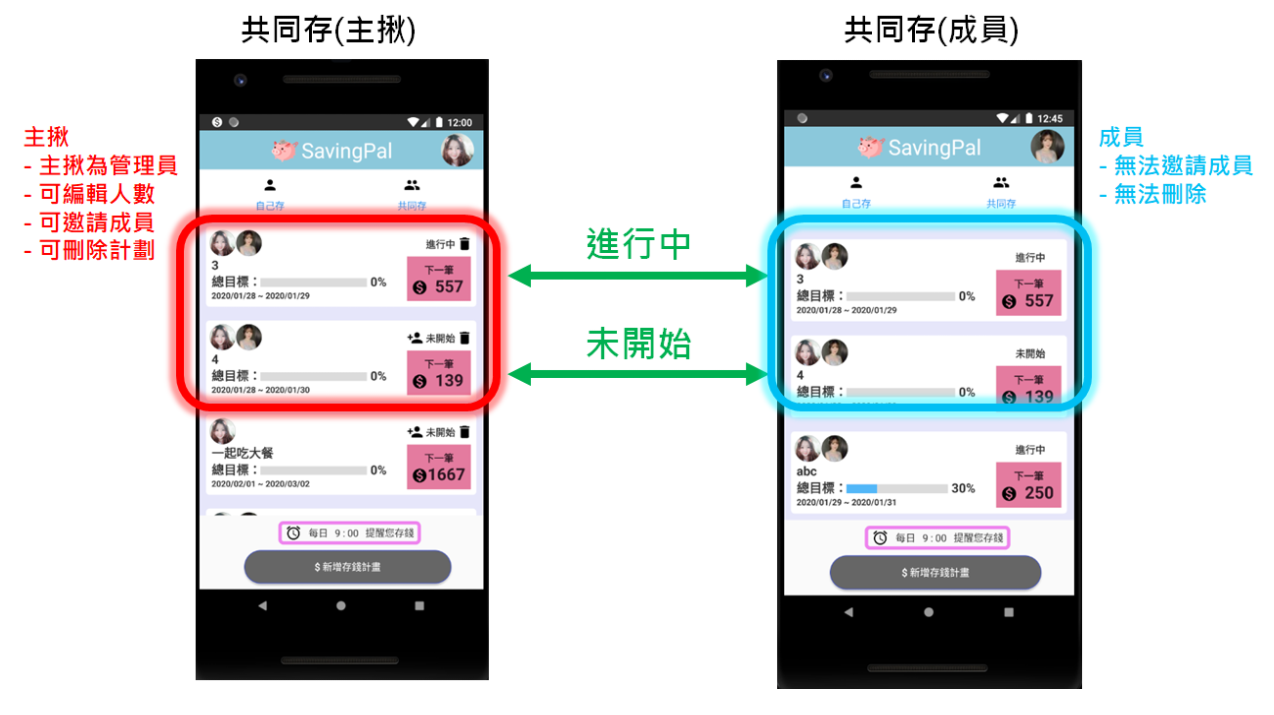 共同存(主揪)
共同存(成員)
主揪
- 主揪為管理員
- 可編輯人數
- 可邀請成員
- 可刪除計劃
12:00
SavingPal
自己存
共同存
進行中
3
總目標：
0%
下一筆
557
2020/01/28 ~ 2020/01/29
未開始
4
總目標：
0%
下一筆
139
2020/01/28 ~ 2020/01/30
未開始
一起吃大餐
總目標：
0%
下一筆
1667
2020/02/01 ~ 2020/03/02
每日 9:00 提醒您存錢
$ 新增存錢計畫
進行中
未開始
12:45
SavingPal
自己存
共同存
進行中
3
總目標：
0%
下一筆
557
2020/01/28 ~ 2020/01/29
未開始
4
總目標：
0%
下一筆
139
進行中
abc
總目標：
30%
下一筆
250
2020/01/29 ~ 2020/01/31
每日 9:00 提醒您存錢
$ 新增存錢計畫
成員
- 無法邀請成員
- 無法刪除